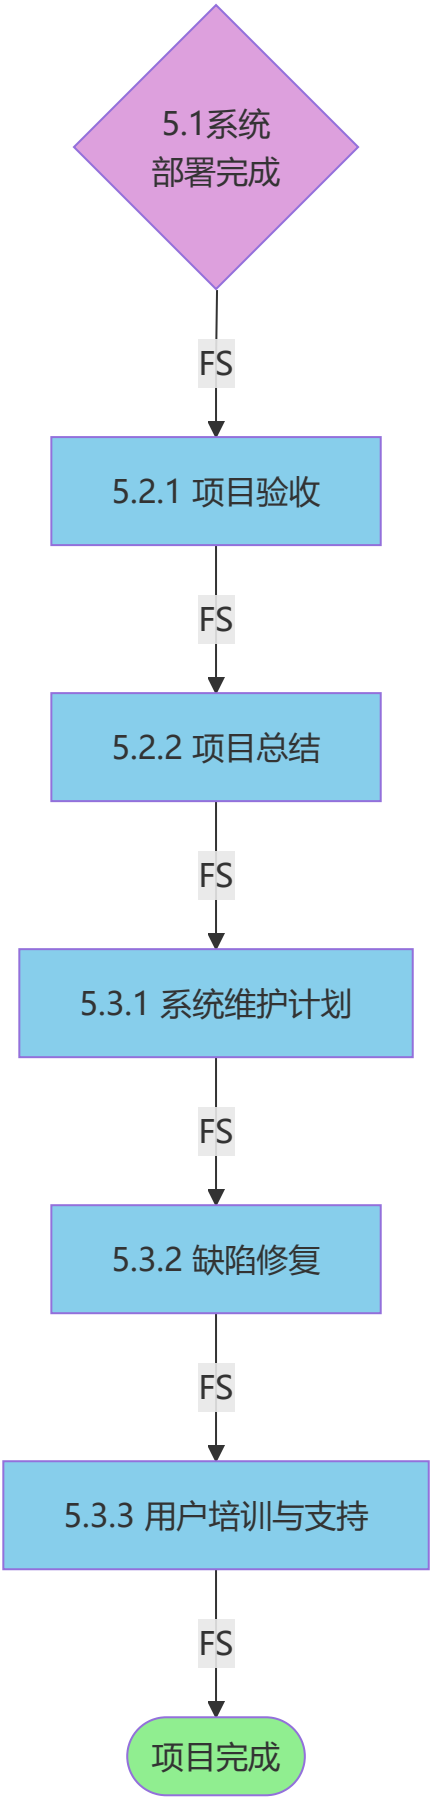 5.1系统
部署完成
FS
5.2.1 项目验收
FS
5.2.2 项目总结
FS
5.3.1 系统维护计划
FS
5.3.2 缺陷修复
FS
5.3.3 用户培训与支持
FS
项目完成